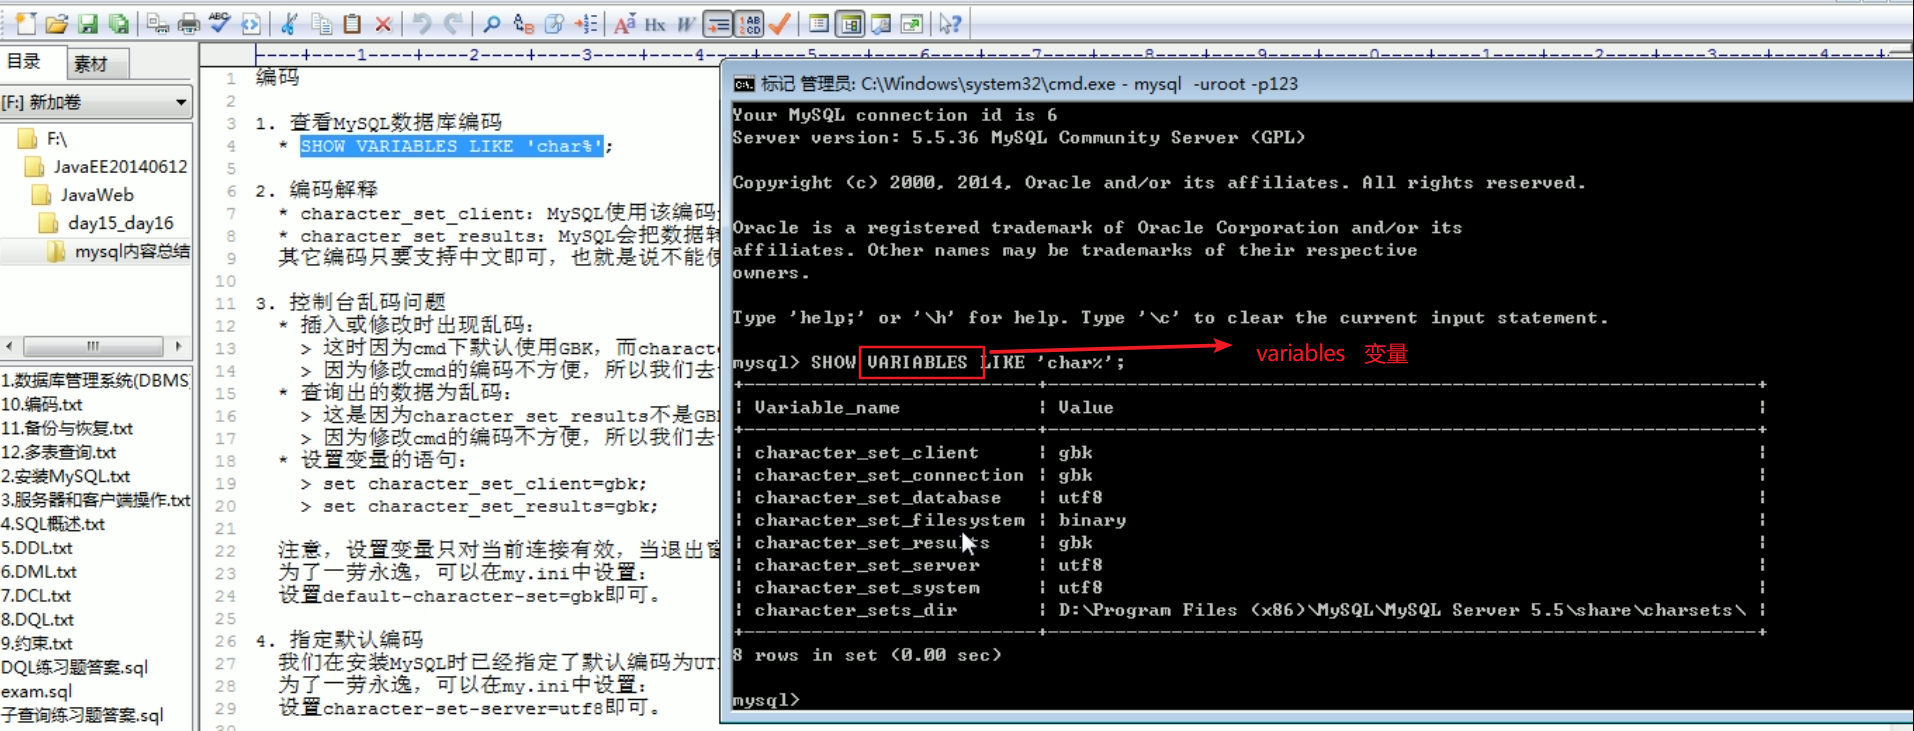 目录
素材
[F:] 新加卷
F:\
JavaEE20140612
JavaWeb
day15_day16
mysql内容总结
1.数据库管理系统(DBMS
10.编码.txt
11.备份与恢复.txt
12.多表查询.txt
2.安装MySQL.txt
3.服务器和客户端操作.txt
4.SQL概述.txt
5.DDL.txt
6.DML.txt
7.DCL.txt
8.DQL.txt
9.约束.txt
DQL练习题答案.sql
exam.sql
子查询练习题答案.sql
----+----1----+----2----+----3----+----4----+----5----+----6----+----7----+----8----+----9----+----0----+----1----+----2----+----3----+----4----+
1 编码
2
3 1. 查看MySQL数据库编码
4 * SHOW VARIABLES LIKE 'char%';
5
6 2. 编码解释
7 * character_set_client：MySQL使用该编码
8 * character_set_results：MySQL会把数据转
9 其它编码只要支持中文即可，也就是说不能使
10
11 3. 控制台乱码问题
12 * 插入或修改时出现乱码：
13 > 这时因为cmd下默认使用GBK，而charact
14 > 因为修改cmd的编码不方便，所以我们去
15 * 查询出的数据为乱码：
16 > 这是因为character_set_results不是GB
17 > 因为修改cmd的编码不方便，所以我们去
18 * 设置变量的语句：
19 > set character_set_client=gbk;
20 > set character_set_results=gbk;
21
22 注意，设置变量只对当前连接有效，当退出窗
23 为了一劳永逸，可以在my.ini中设置：
24 设置default-character-set=gbk即可。
25
26 4. 指定默认编码
27 我们在安装MySQL时已经指定了默认编码为UT
28 为了一劳永逸，可以在my.ini中设置：
29 设置character-set-server=utf8即可。
30
标记 管理员: C:\Windows\system32\cmd.exe - mysql -uroot -p123
Your MySQL connection id is 6
Server version: 5.5.36 MySQL Community Server (GPL)
Copyright (c) 2000, 2014, Oracle and/or its affiliates. All rights reserved.
Oracle is a registered trademark of Oracle Corporation and/or its
affiliates. Other names may be trademarks of their respective
owners.
Type 'help;' or '\h' for help. Type '\c' to clear the current input statement.
mysql> SHOW VARIABLES LIKE 'char%';
variables 变量
| Variable_name | Value |
| character_set_client | gbk |
| character_set_connection | gbk |
| character_set_database | utf8 |
| character_set_filesystem | binary |
| character_set_results | gbk |
| character_set_server | utf8 |
| character_set_system | utf8 |
| character_sets_dir | D:\Program Files (x86)\MySQL\MySQL Server 5.5\share\charsets\ |
8 rows in set (0.00 sec)
mysql>